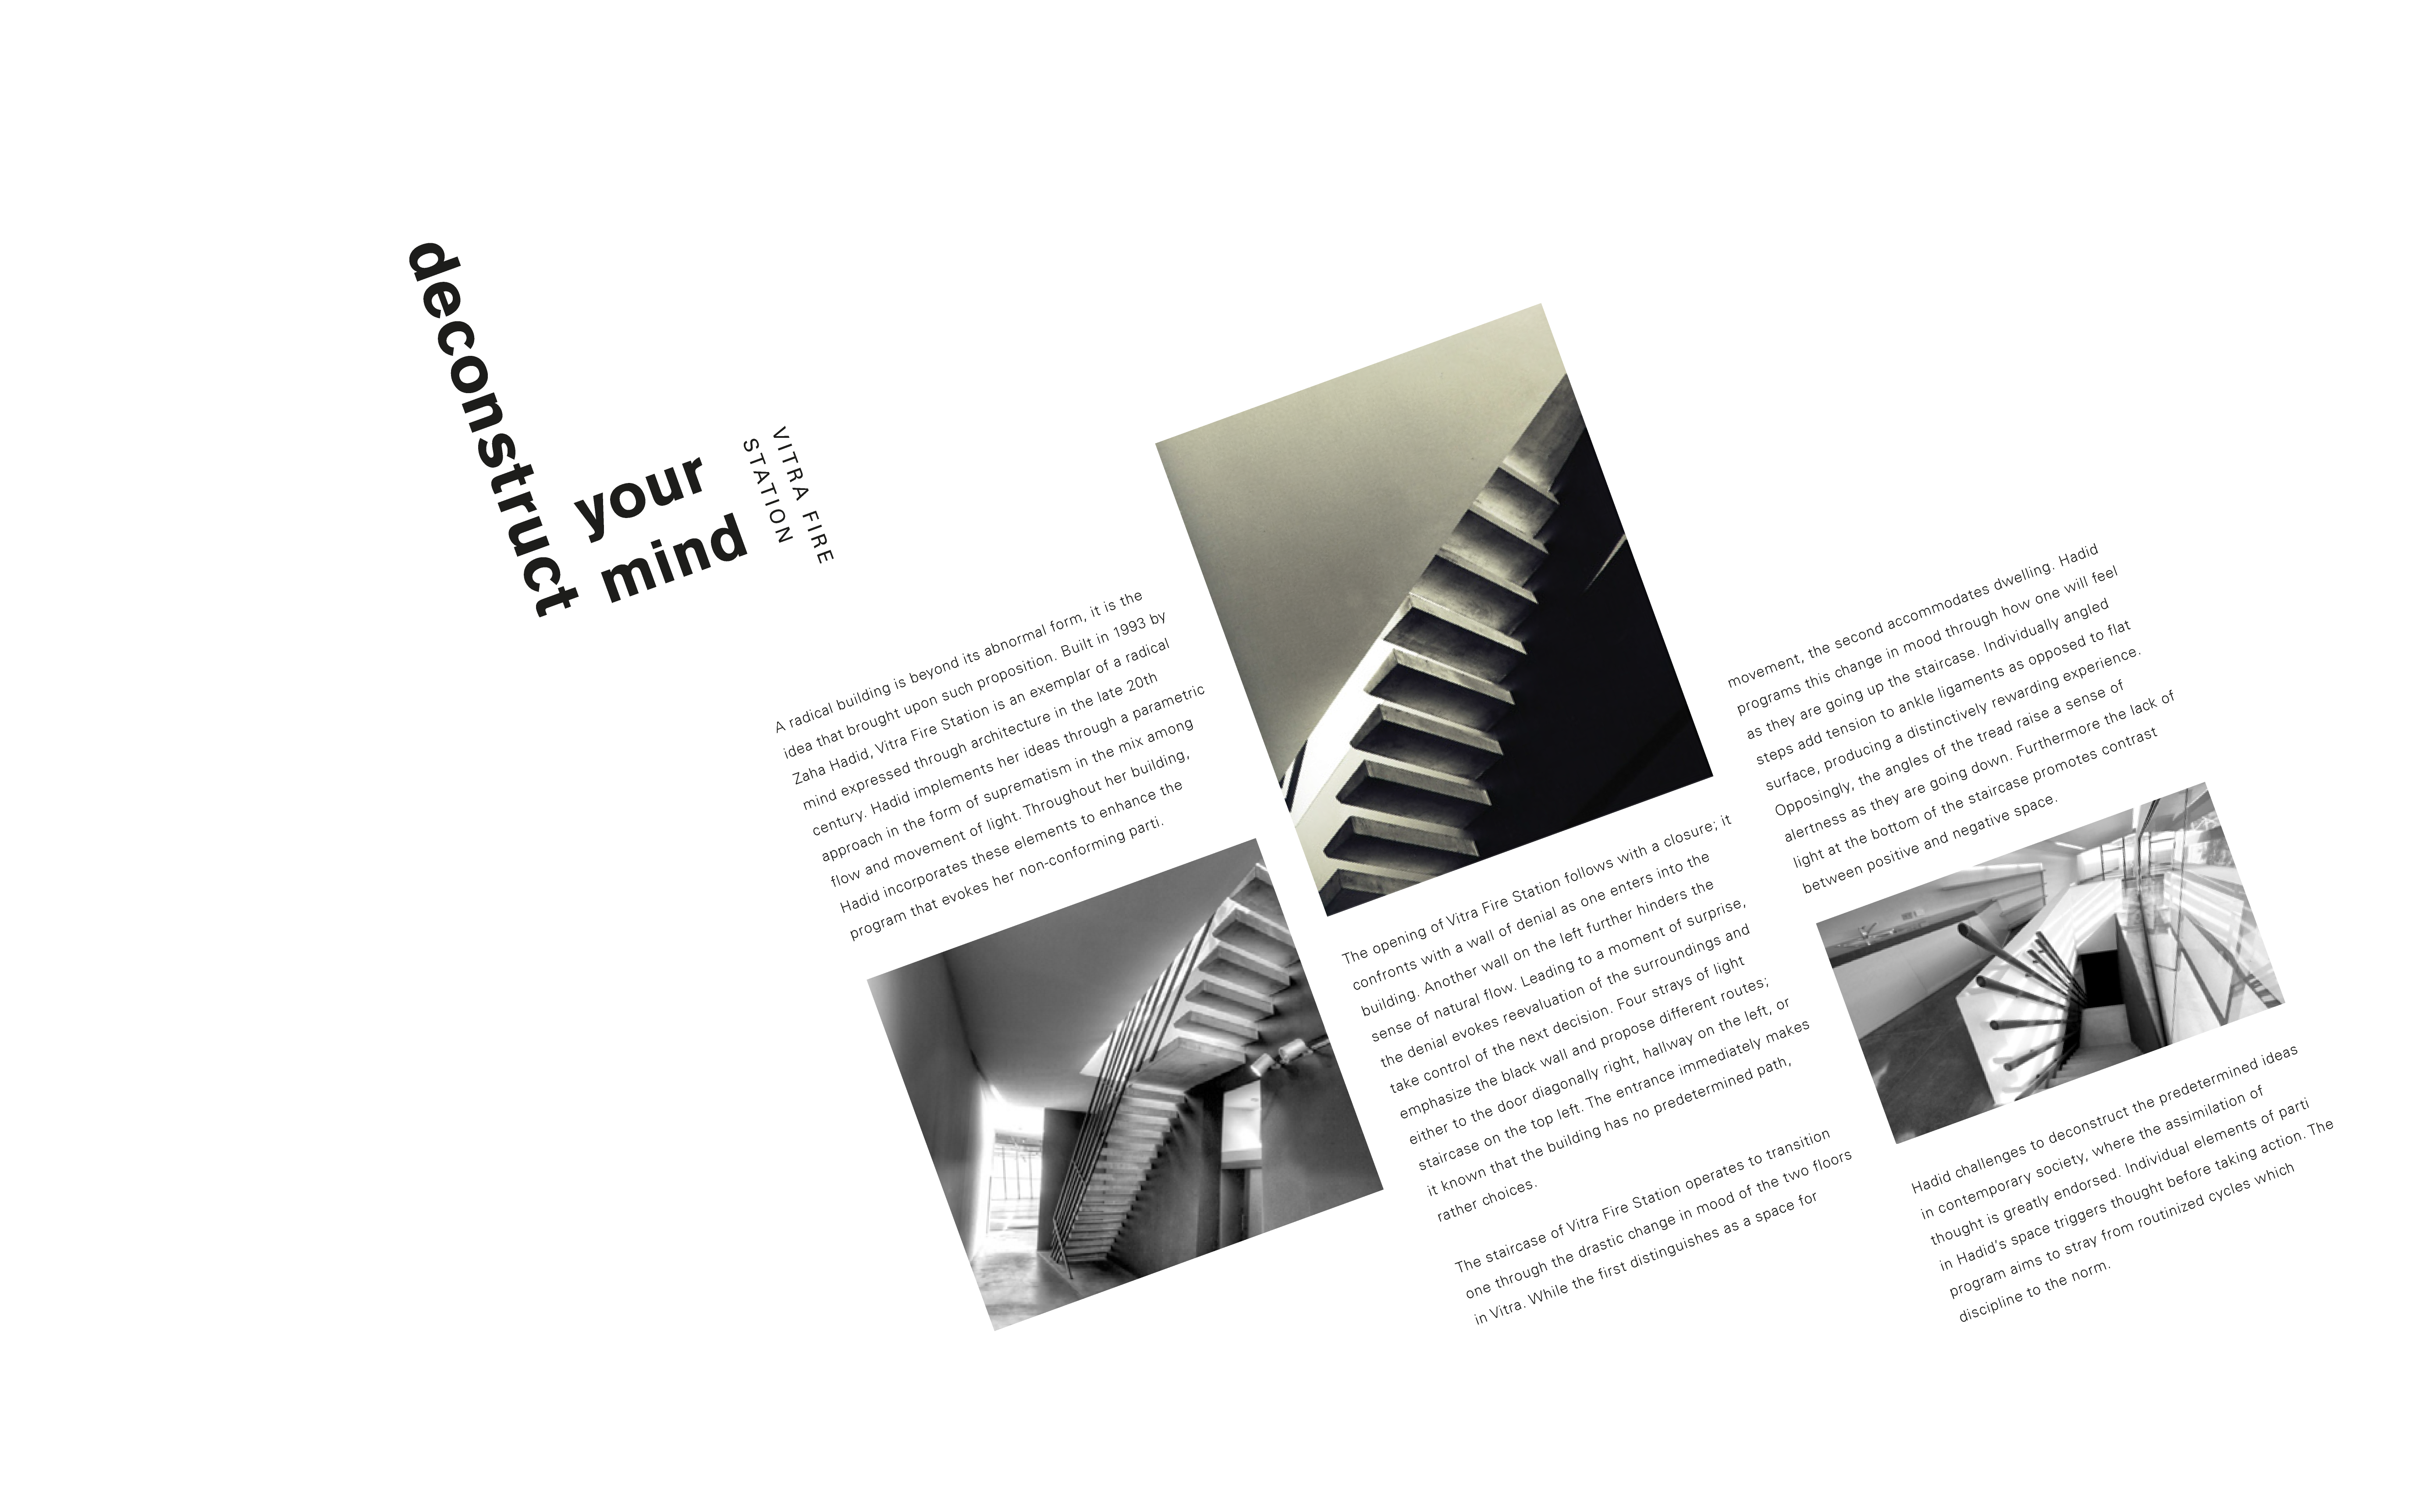 deconstruct
your
mind
VITRA FIRE
STATION
A radical building is beyond its abnormal form, it is the
idea that brought upon such proposition. Built in 1993 by
Zaha Hadid, Vitra Fire Station is an exemplar of a radical
mind expressed through architecture in the late 20th
century. Hadid implements her ideas through a parametric
approach in the form of suprematism in the mix among
flow and movement of light. Throughout her building,
Hadid incorporates these elements to enhance the
program that evokes her non-conforming parti.
The opening of Vitra Fire Station follows with a closure; it
confronts with a wall of denial as one enters into the
building. Another wall on the left further hinders the
sense of natural flow. Leading to a moment of surprise,
the denial evokes reevaluation of the surroundings and
take control of the next decision. Four strays of light
emphasize the black wall and propose different routes;
either to the door diagonally right, hallway on the left, or
staircase on the top left. The entrance immediately makes
it known that the building has no predetermined path,
rather choices.
The staircase of Vitra Fire Station operates to transition
one through the drastic change in mood of the two floors
in Vitra. While the first distinguishes as a space for
movement, the second accommodates dwelling. Hadid
programs this change in mood through how one will feel
as they are going up the staircase. Individually angled
steps add tension to ankle ligaments as opposed to flat
surface, producing a distinctively rewarding experience.
Opposingly, the angles of the tread raise a sense of
alertness as they are going down. Furthermore the lack of
light at the bottom of the staircase promotes contrast
between positive and negative space.
Hadid challenges to deconstruct the predetermined ideas
in contemporary society, where the assimilation of
thought is greatly endorsed. Individual elements of parti
in Hadid's space triggers thought before taking action. The
program aims to stray from routinized cycles which
discipline to the norm.